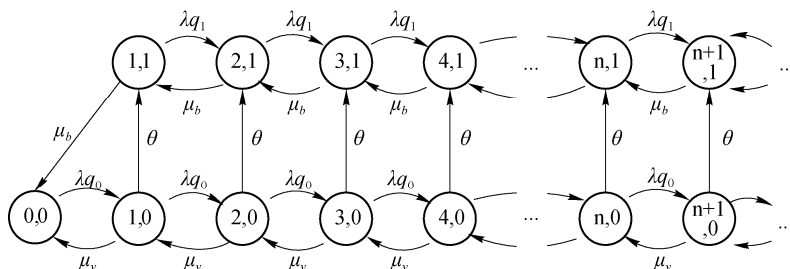 λq₁ λq₁ λq₁ λq₁
1,1 2,1 3,1 4,1 ... n,1 n+1 ,1 ..
μb μb μb μb
μb θ θ θ θ θ θ
λq₀ λq₀ λq₀ λq₀ λq₀
0,0 1,0 2,0 3,0 4,0 ... n,0 n+1 ,0 ..
μv μv μv μv μv